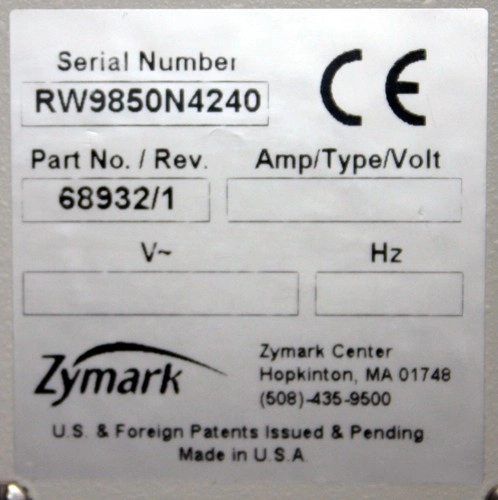 Serial Number
RW9850N4240
CE
Part No. / Rev.
Amp/Type/Volt
68932/1
V~
Hz
Zymark
Zymark Center
Hopkinton, MA 01748
(508)-435-9500
U.S. & Foreign Patents Issued & Pending
Made in U.S.A